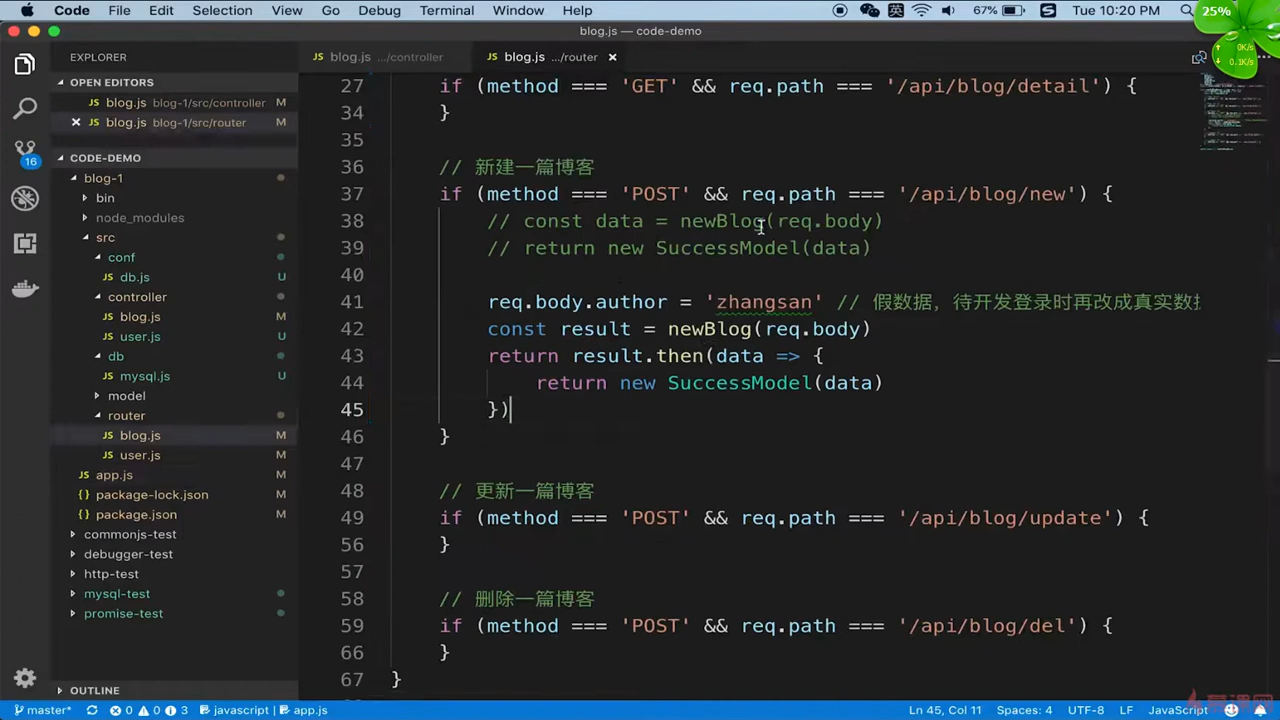 Code File Edit Selection View Go Debug Terminal Window Help 英 67% S Tue 10:20 PM 25%
blog.js — code-demo
0K/s
0.1K/s
EXPLORER
OPEN EDITORS
blog.js blog-1/src/controller M
blog.js blog-1/src/router M
CODE-DEMO
16
blog-1
bin
node_modules
src
conf
db.js U
controller
blog.js M
user.js M
db
mysql.js U
model
router
blog.js M
user.js M
app.js M
package-lock.json M
package.json M
commonjs-test
debugger-test
http-test
mysql-test
promise-test
OUTLINE
blog.js .../controller blog.js .../router
27 if (method === 'GET' && req.path === '/api/blog/detail') {
34 }
35
36 // 新建一篇博客
37 if (method === 'POST' && req.path === '/api/blog/new') {
38 // const data = newBlog(req.body)
39 // return new SuccessModel(data)
40
41 req.body.author = 'zhangsan' // 假数据，待开发登录时再改成真实数据
42 const result = newBlog(req.body)
43 return result.then(data => {
44 return new SuccessModel(data)
45 })
46 }
47
48 // 更新一篇博客
49 if (method === 'POST' && req.path === '/api/blog/update') {
56 }
57
58 // 删除一篇博客
59 if (method === 'POST' && req.path === '/api/blog/del') {
66 }
67 }
master* 0 0 3 javascript | app.js Ln 45, Col 11 Spaces: 4 UTF-8 LF JavaScript